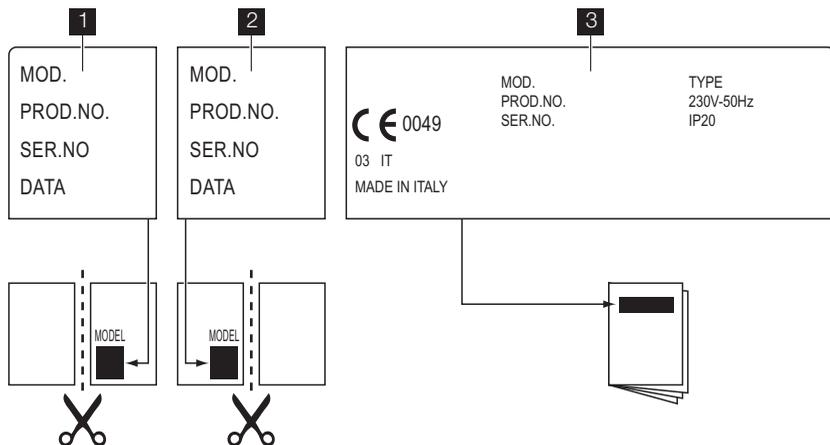 1
MOD.
PROD.NO.
SER.NO
DATA
MODEL
2
MOD.
PROD.NO.
SER.NO
DATA
MODEL
3
CE 0049
03 IT
MADE IN ITALY
MOD.
PROD.NO.
SER.NO.
TYPE
230V-50Hz
IP20